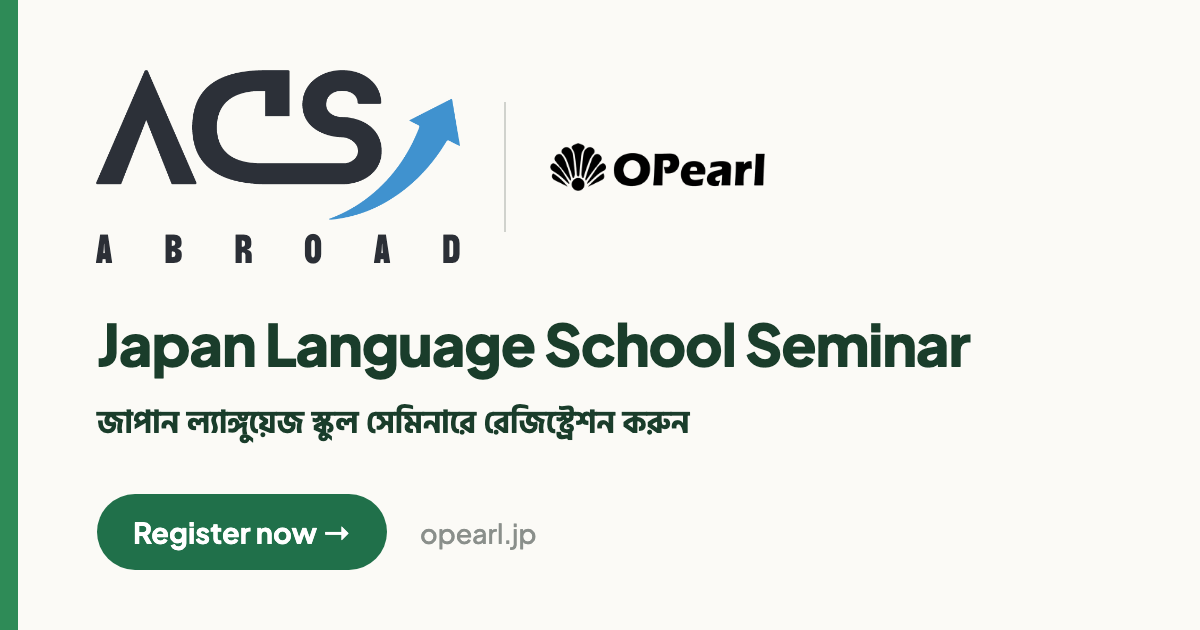 ACS
ABROAD
OPearl
Japan Language School Seminar
জাপান ল্যাঙ্গুয়েজ স্কুল সেমিনারে রেজিস্ট্রেশন করুন
Register now →
opearl.jp